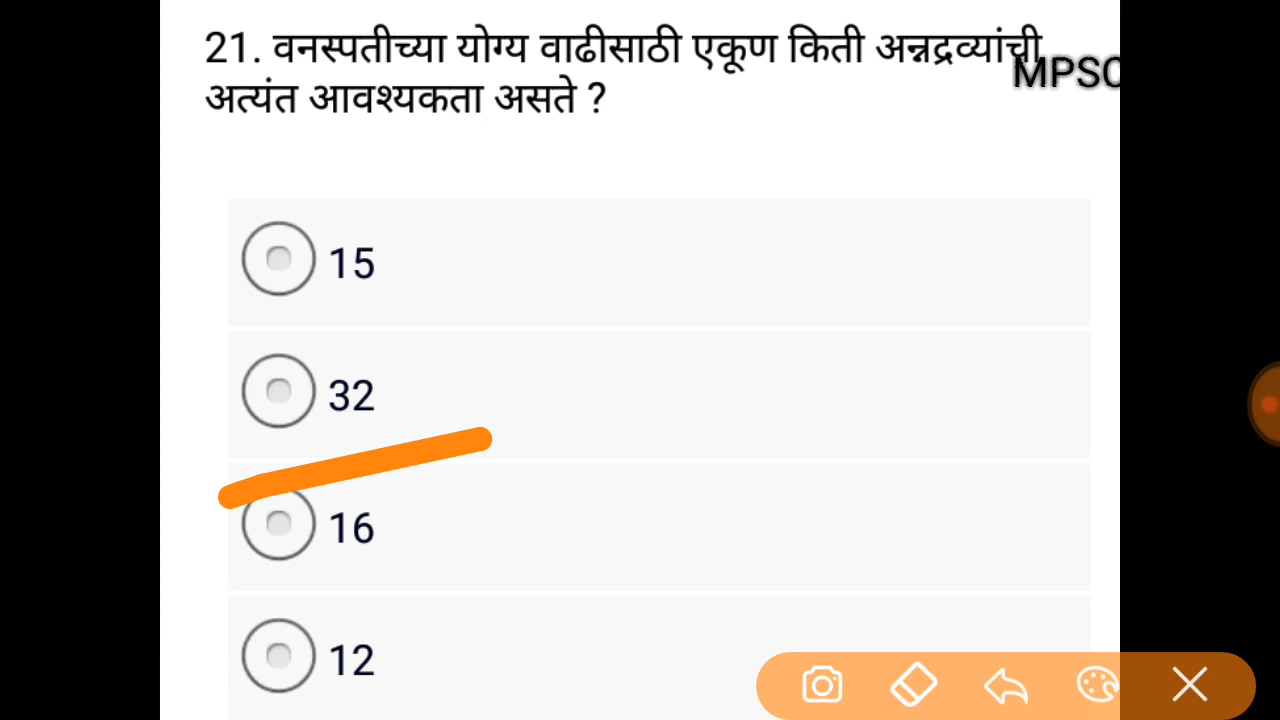 21. वनस्पतीच्या योग्य वाढीसाठी एकूण किती अन्नद्रव्यांची
MPSC
अत्यंत आवश्यकता असते ?
15
32
16
12